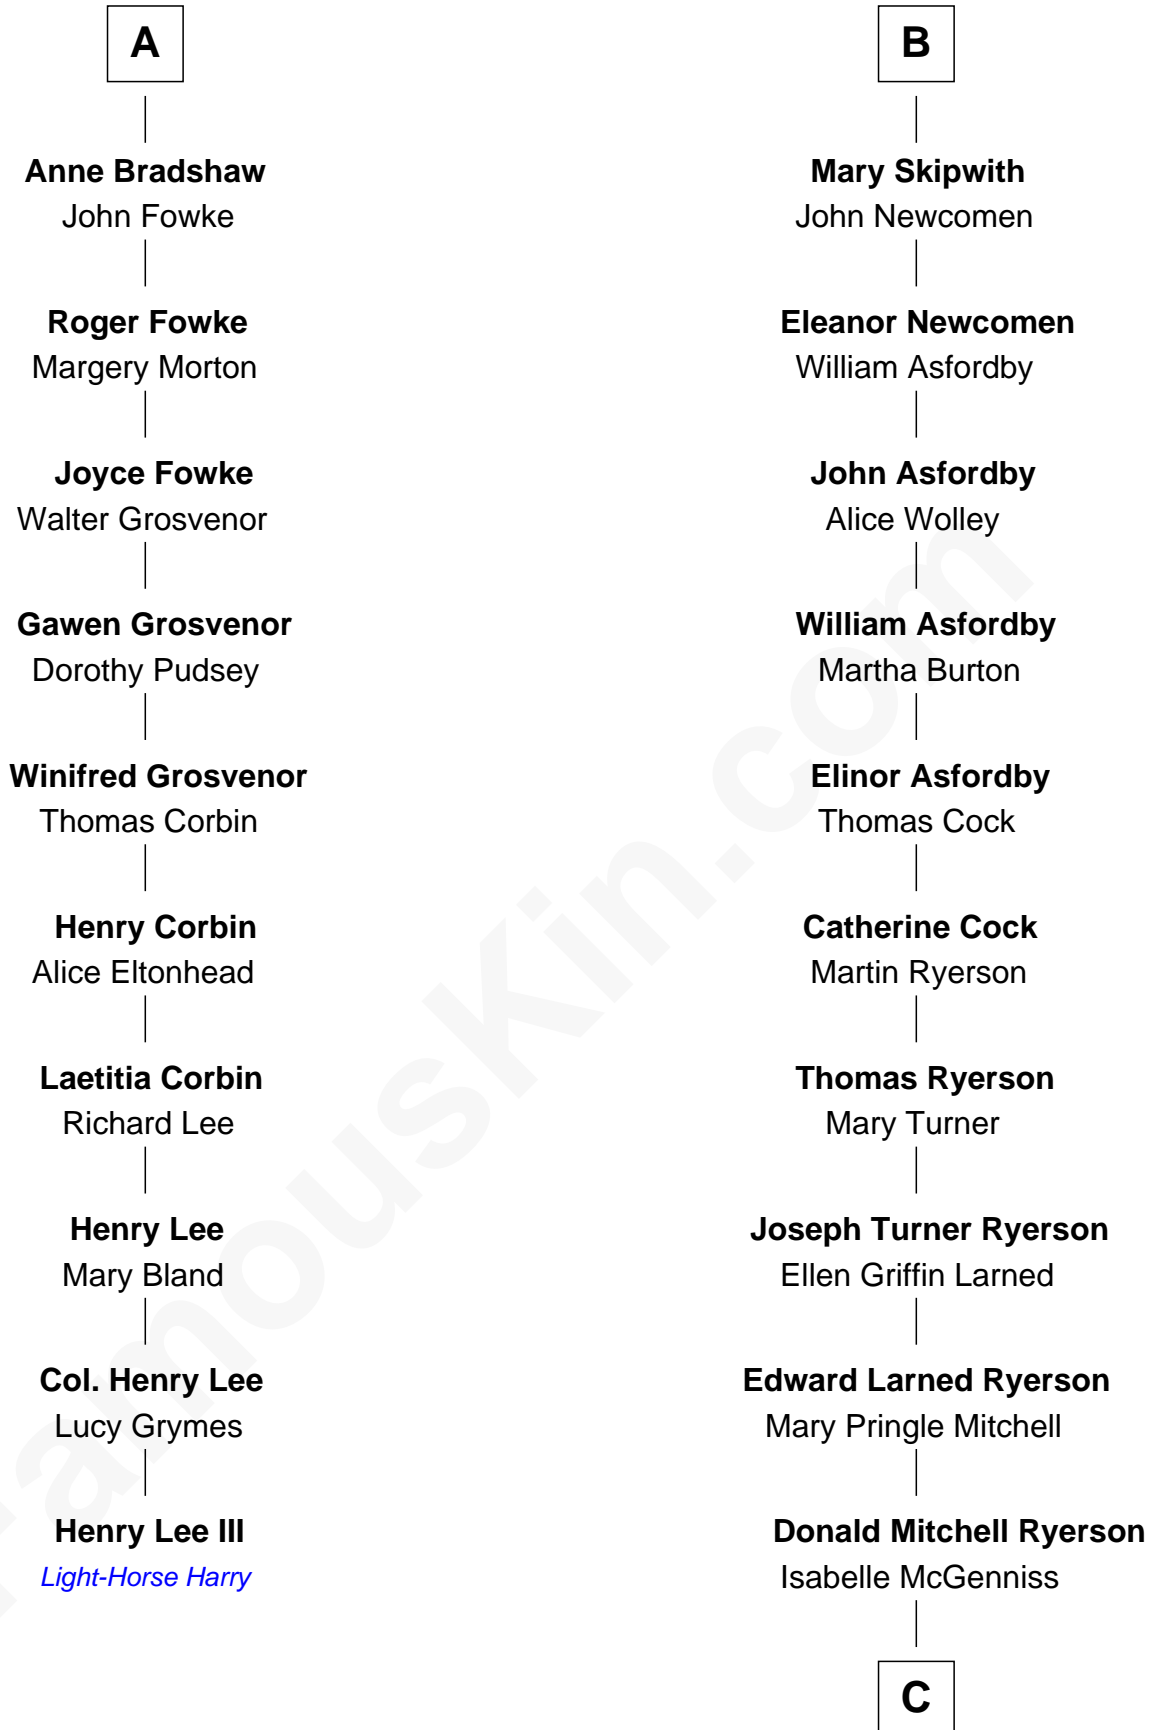 A
Anne Bradshaw
John Fowke
Roger Fowke
Margery Morton
Joyce Fowke
Walter Grosvenor
Gawen Grosvenor
Dorothy Pudsey
Winifred Grosvenor
Thomas Corbin
Henry Corbin
Alice Eltonhead
Laetitia Corbin
Richard Lee
Henry Lee
Mary Bland
Col. Henry Lee
Lucy Grymes
Henry Lee III
Light-Horse Harry
B
Mary Skipwith
John Newcomen
Eleanor Newcomen
William Asfordby
John Asfordby
Alice Wolley
William Asfordby
Martha Burton
Elinor Asfordby
Thomas Cock
Catherine Cock
Martin Ryerson
Thomas Ryerson
Mary Turner
Joseph Turner Ryerson
Ellen Griffin Larned
Edward Larned Ryerson
Mary Pringle Mitchell
Donald Mitchell Ryerson
Isabelle McGenniss
C
FamousKin.com